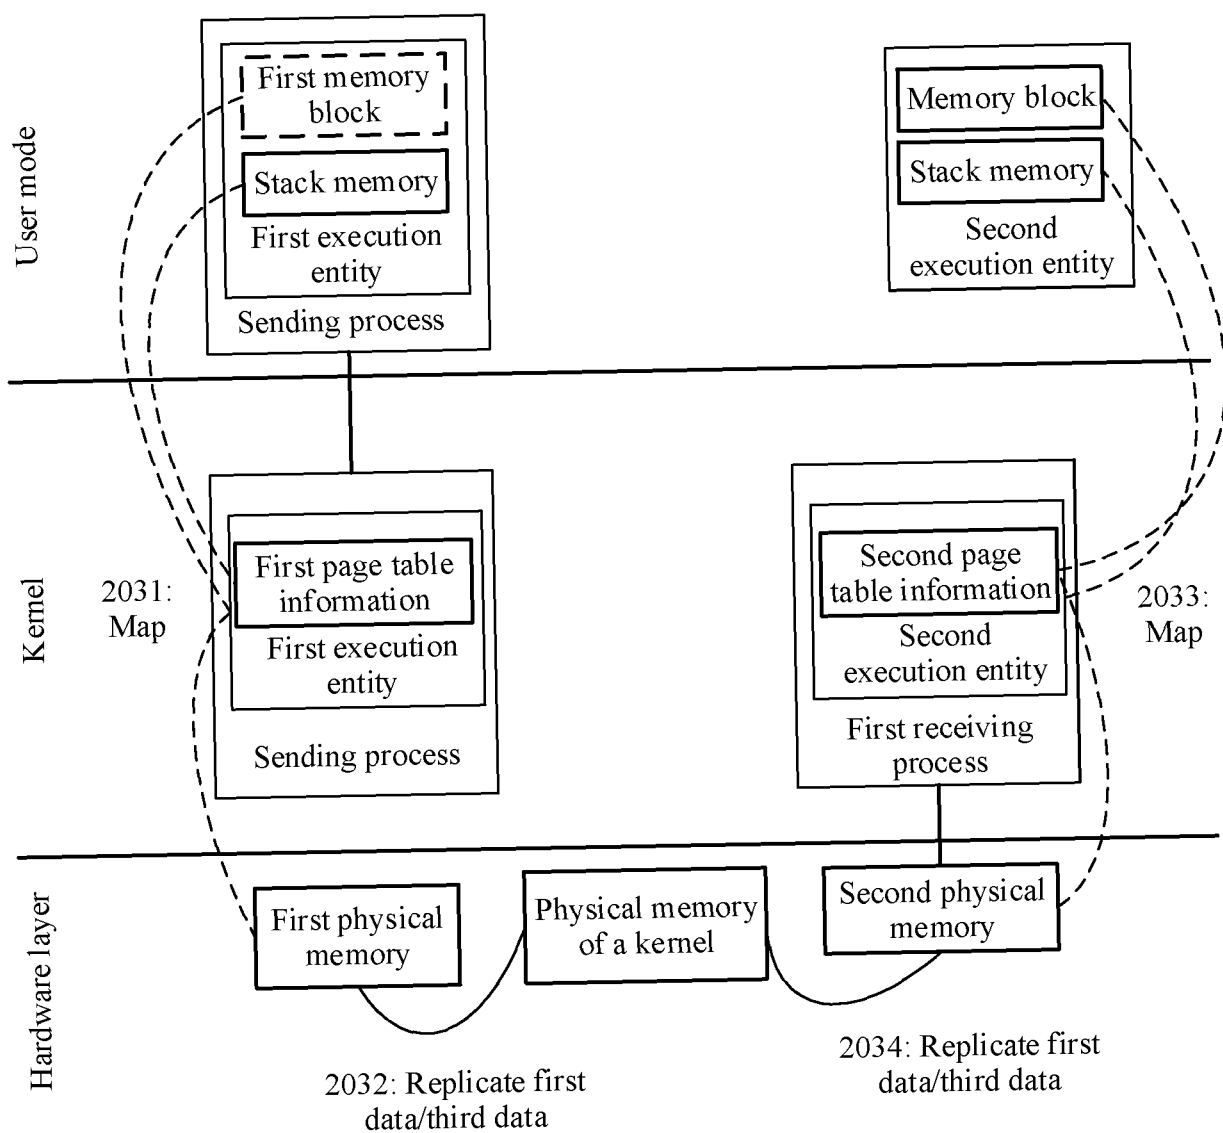 User mode
First memory
block
Stack memory
First execution
entity
Sending process
Memory block
Stack memory
Second
execution entity
Kernel
2031:
Map
First page table
information
First execution
entity
Sending process
Second page
table information
Second
execution entity
First receiving
process
2033:
Map
Hardware layer
First physical
memory
Physical memory
of a kernel
Second physical
memory
2032: Replicate first
data/third data
2034: Replicate first
data/third data